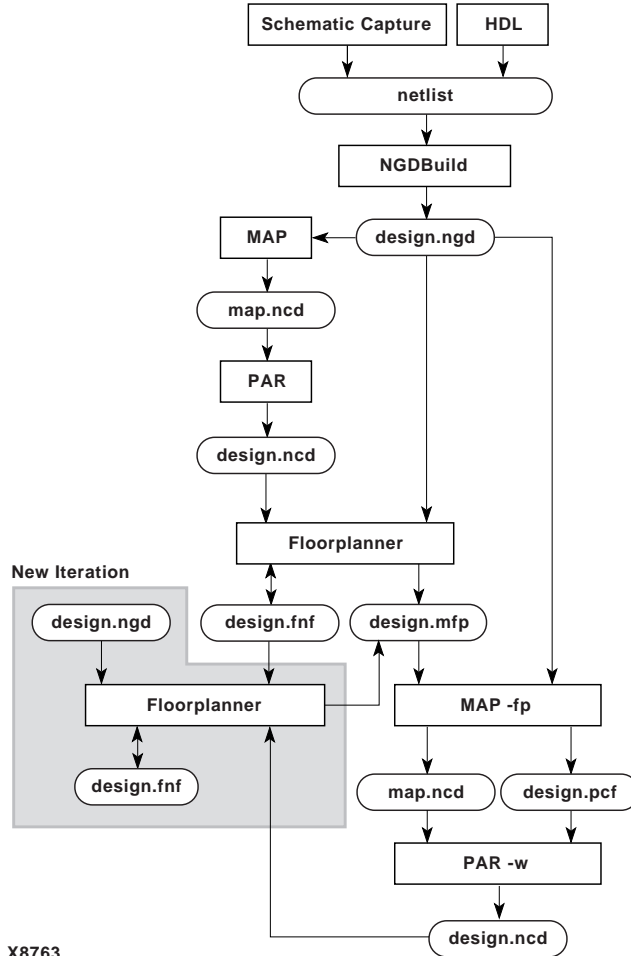 Schematic Capture
HDL
netlist
NGDBuild
MAP
design.ngd
map.ncd
PAR
design.ncd
Floorplanner
New Iteration
design.ngd
design.fnf
design.mfp
Floorplanner
MAP -fp
design.fnf
map.ncd
design.pcf
PAR -w
design.ncd
X8763